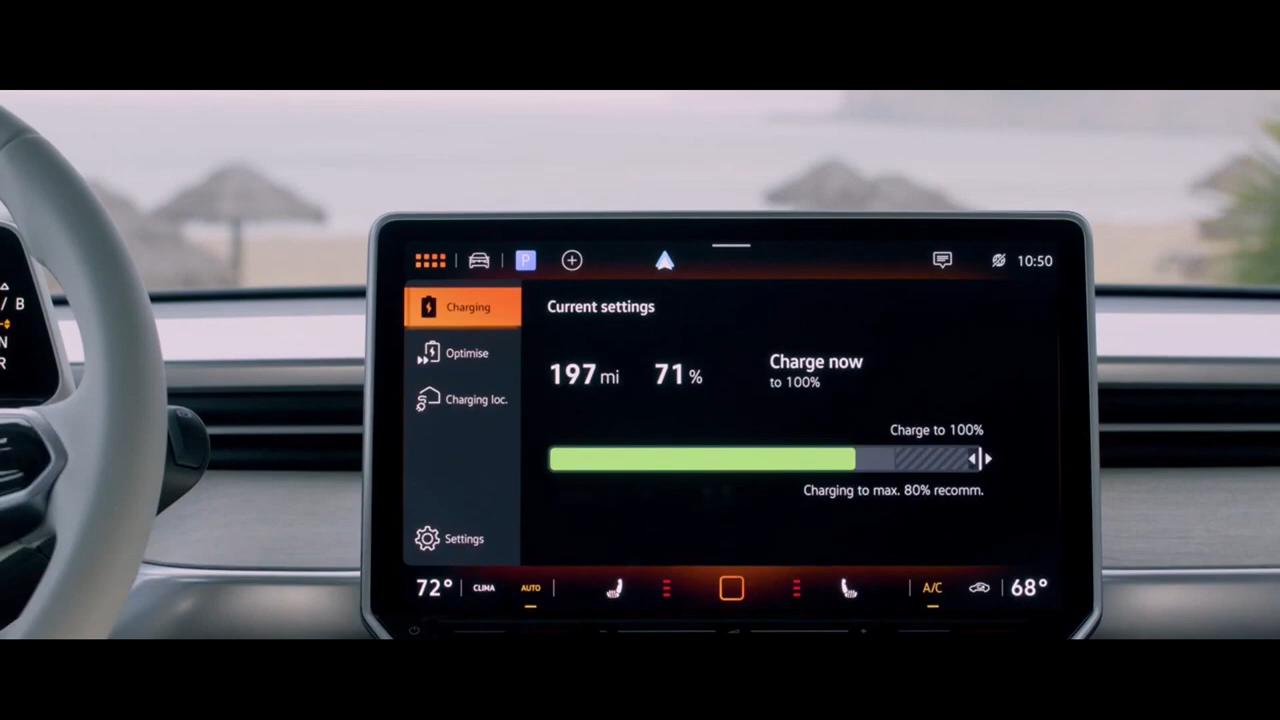 / B
N
R
P
10:50
Charging
Optimise
Charging loc.
Settings
Current settings
197 mi
71 %
Charge now
to 100%
Charge to 100%
Charging to max. 80% recomm.
72°
CLIMA
AUTO
A/C
68°